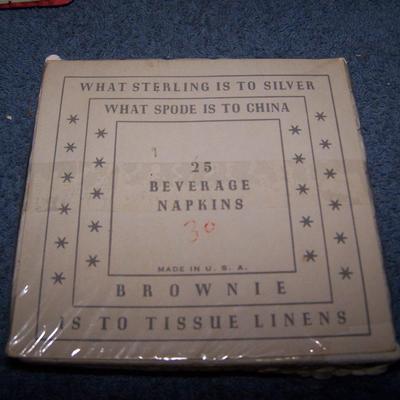 WHAT STERLING IS TO SILVER
WHAT SPODE IS TO CHINA
25
BEVERAGE
NAPKINS
30
MADE IN U. S. A.
BROWNIE
IS TO TISSUE LINENS